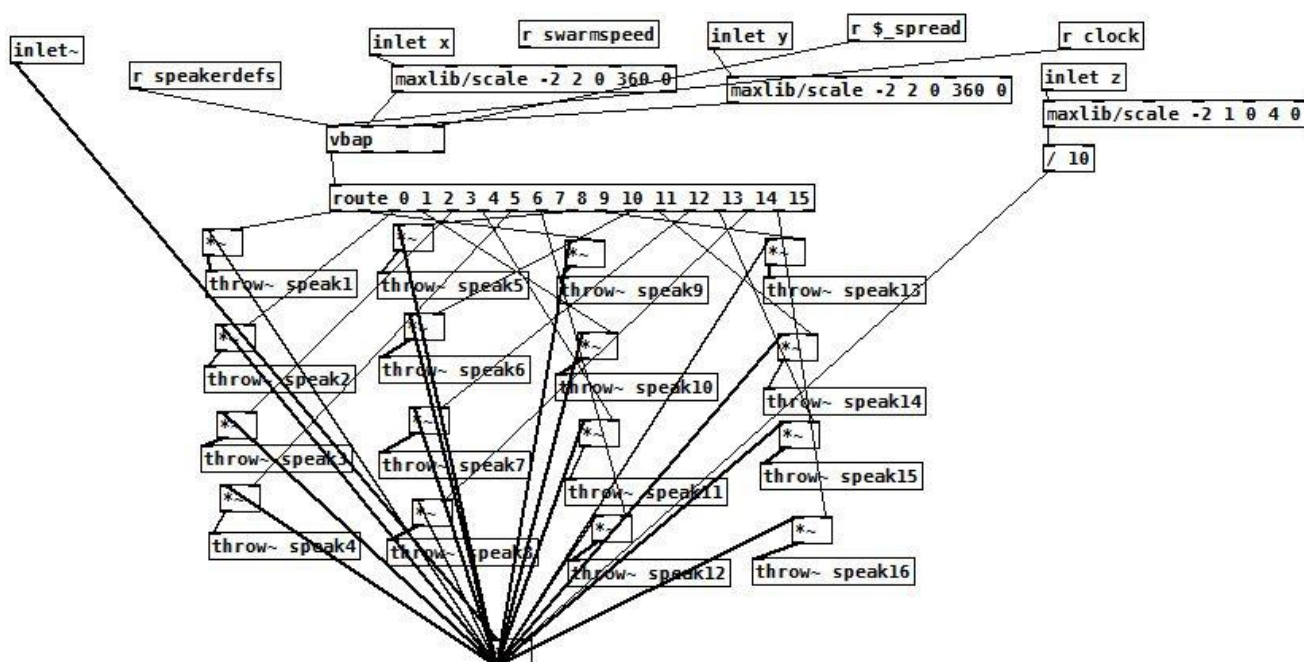 inlet~
inlet x
r swarmspeed
inlet y
r $_spread
r clock
r speakerdefs
maxlib/scale -2 2 0 360 0
maxlib/scale -2 2 0 360 0
inlet z
maxlib/scale -2 1 0 4 0
vbap
/ 10
route 0 1 2 3 4 5 6 7 8 9 10 11 12 13 14 15
*~
*~
*~
*~
throw~ speak1
throw~ speak5
throw~ speak9
throw~ speak13
*~
*~
*~
*~
throw~ speak2
throw~ speak6
throw~ speak10
throw~ speak14
*~
*~
*~
*~
throw~ speak3
throw~ speak7
throw~ speak11
throw~ speak15
*~
*~
*~
*~
throw~ speak4
throw~ speak8
throw~ speak12
throw~ speak16